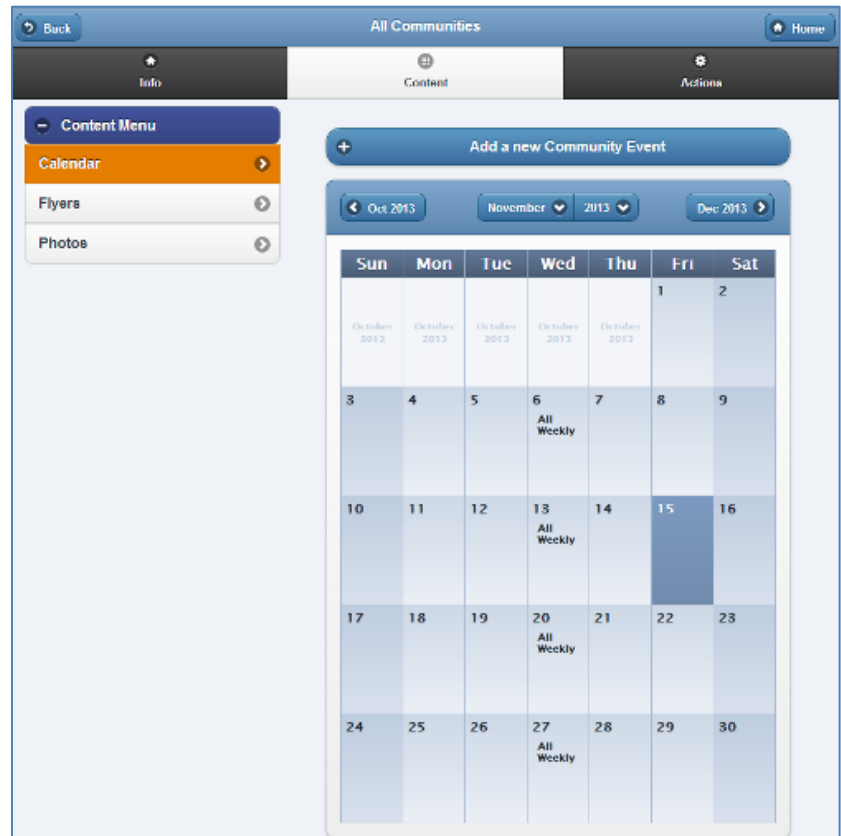 Back All Communities Home
Info Content Actions
Content Menu
Calendar
Flyers
Photos
Add a new Community Event
Oct 2013 November 2013 Dec 2013
Sun Mon Tue Wed Thu Fri Sat
1 2
October October October October October
2013 2013 2013 2013 2013
3 4 5 6 7 8 9
All
Weekly
10 11 12 13 14 15 16
All
Weekly
17 18 19 20 21 22 23
All
Weekly
24 25 26 27 28 29 30
All
Weekly